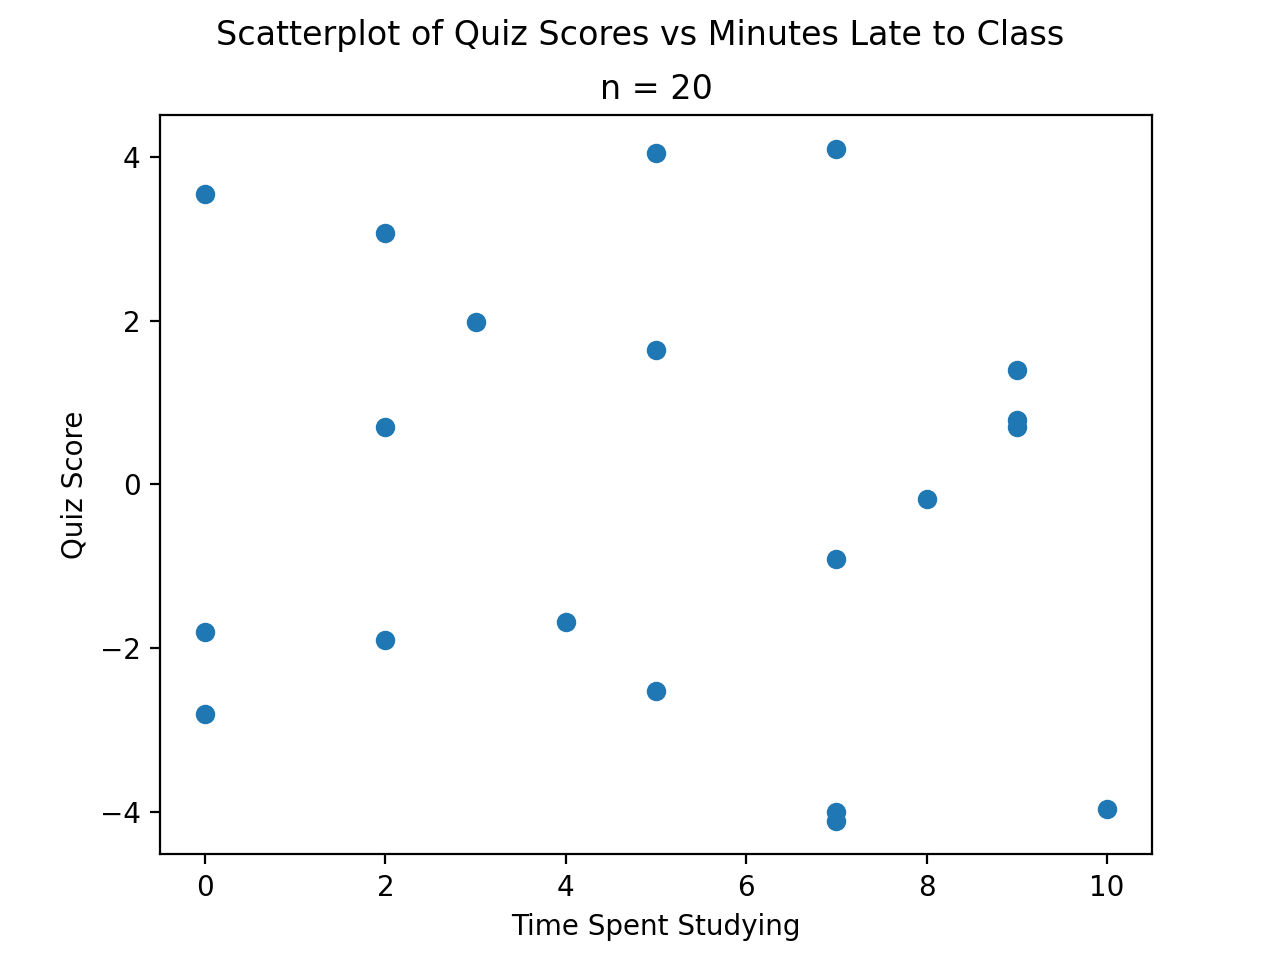 Scatterplot of Quiz Scores vs Minutes Late to Class
n = 20
4
2
0
−2
−4
Quiz Score
0 2 4 6 8 10
Time Spent Studying